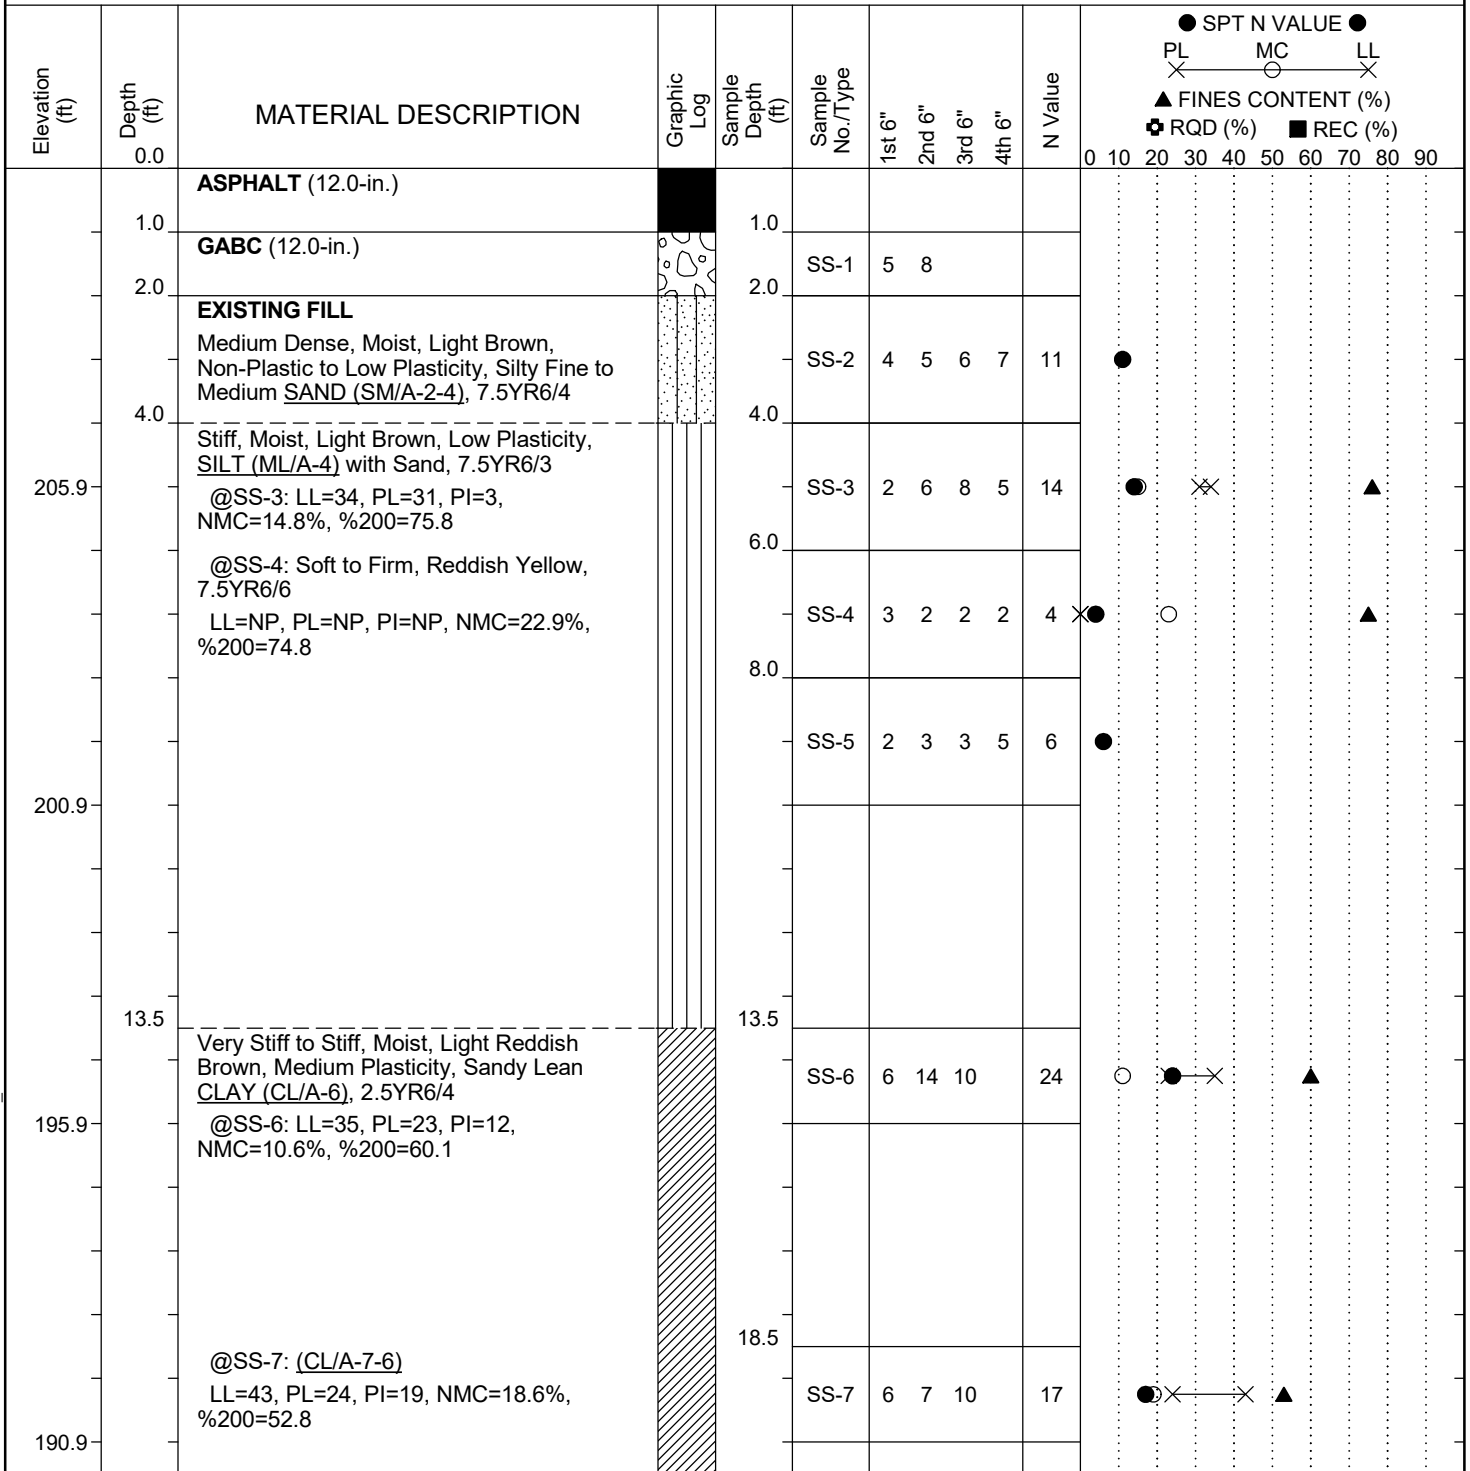 ● SPT N VALUE ●
PL MC LL
▲ FINES CONTENT (%)
RQD (%) ■ REC (%)
Elevation (ft)
Depth (ft)
0.0
MATERIAL DESCRIPTION
Graphic Log
Sample Depth (ft)
Sample No./Type
1st 6"
2nd 6"
3rd 6"
4th 6"
N Value
0 10 20 30 40 50 60 70 80 90
ASPHALT (12.0-in.)
1.0 1.0
GABC (12.0-in.)
SS-1 5 8
2.0 2.0
EXISTING FILL
Medium Dense, Moist, Light Brown,
Non-Plastic to Low Plasticity, Silty Fine to
Medium SAND (SM/A-2-4), 7.5YR6/4
SS-2 4 5 6 7 11
4.0 4.0
Stiff, Moist, Light Brown, Low Plasticity,
SILT (ML/A-4) with Sand, 7.5YR6/3
205.9
@SS-3: LL=34, PL=31, PI=3,
NMC=14.8%, %200=75.8
SS-3 2 6 8 5 14
6.0
@SS-4: Soft to Firm, Reddish Yellow,
7.5YR6/6
LL=NP, PL=NP, PI=NP, NMC=22.9%,
%200=74.8
SS-4 3 2 2 2 4
8.0
SS-5 2 3 3 5 6
200.9
13.5 13.5
Very Stiff to Stiff, Moist, Light Reddish
Brown, Medium Plasticity, Sandy Lean
CLAY (CL/A-6), 2.5YR6/4
SS-6 6 14 10 24
195.9
@SS-6: LL=35, PL=23, PI=12,
NMC=10.6%, %200=60.1
18.5
@SS-7: (CL/A-7-6)
LL=43, PL=24, PI=19, NMC=18.6%,
%200=52.8
SS-7 6 7 10 17
190.9